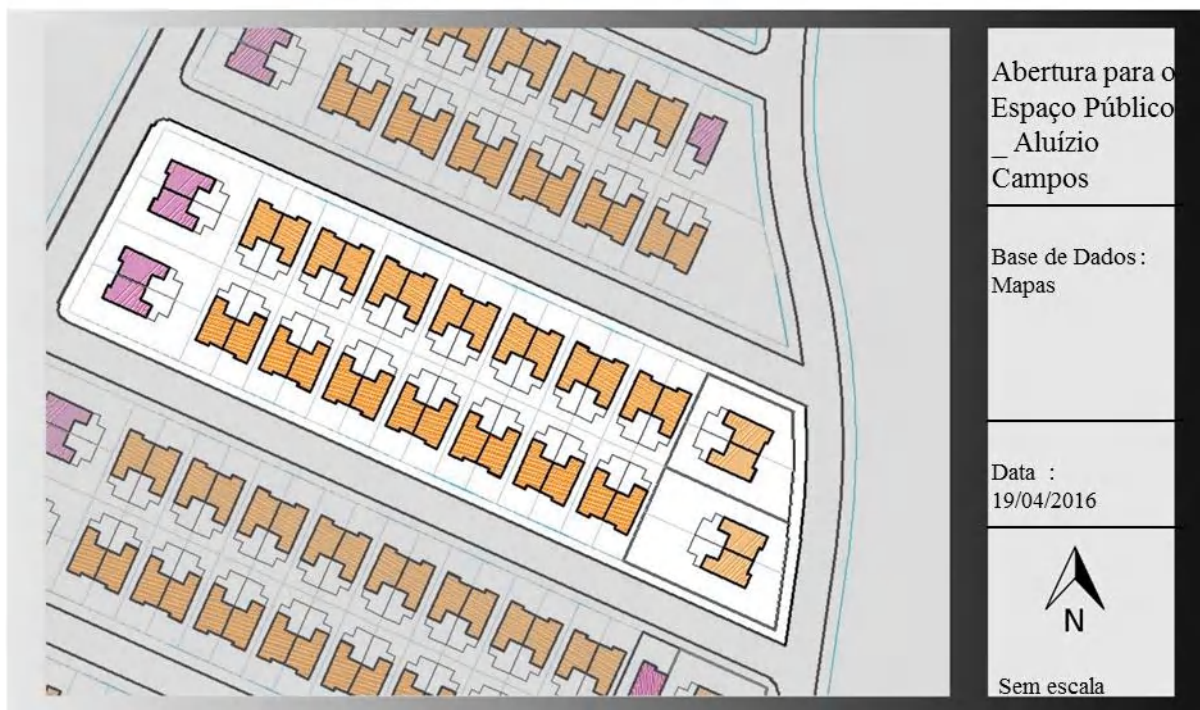 Abertura para o
Espaço Público
_ Aluízio
Campos
Base de Dados :
Mapas
Data :
19/04/2016
N
Sem escala